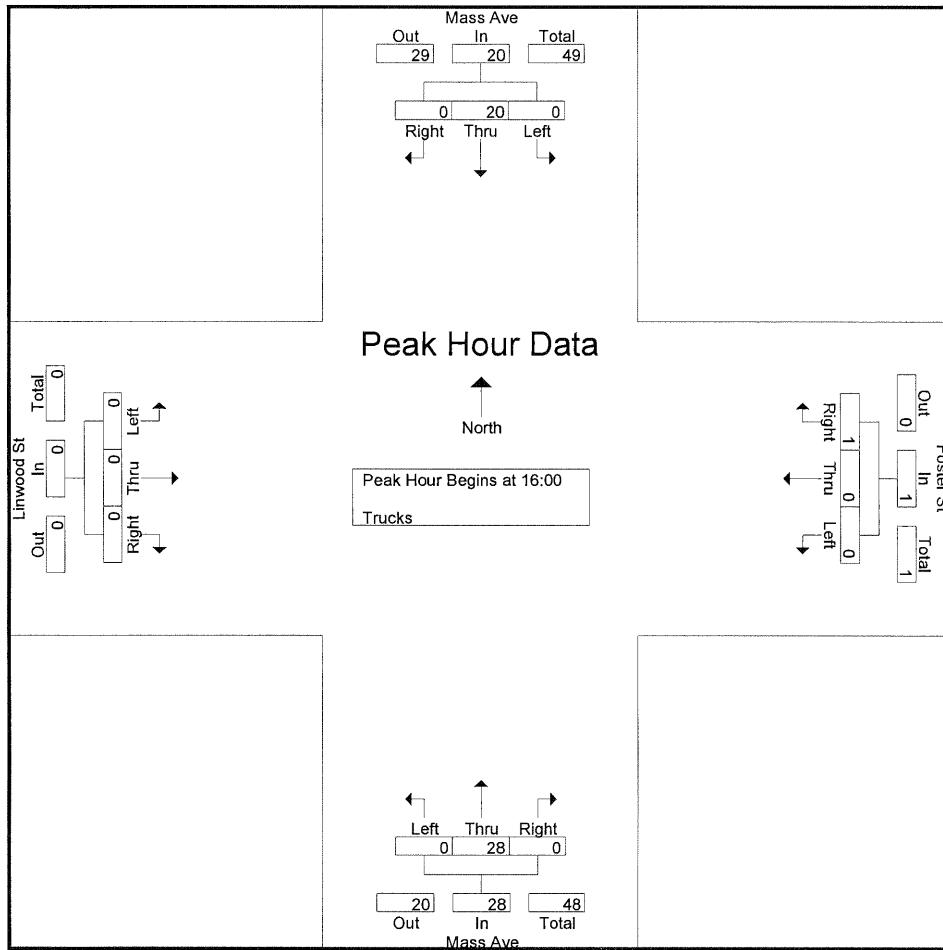 Mass Ave
Out In Total
29 20 49
0 20 0
Right Thru Left
Peak Hour Data
North
Peak Hour Begins at 16:00
Trucks
Linwood St
Out In Total
0 0 0
Right Thru Left
0 0 0
Out In Total
0 1 1
Right Thru Left
1 0 0
Left Thru Right
0 28 0
20 28 48
Out In Total
Mass Ave